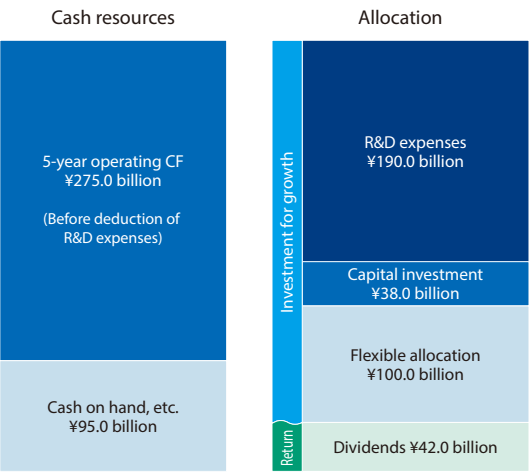 Cash resources
5-year operating CF
¥275.0 billion
(Before deduction of
R&D expenses)
Cash on hand, etc.
¥95.0 billion
Allocation
Investment for growth
R&D expenses
¥190.0 billion
Capital investment
¥38.0 billion
Flexible allocation
¥100.0 billion
Return
Dividends ¥42.0 billion